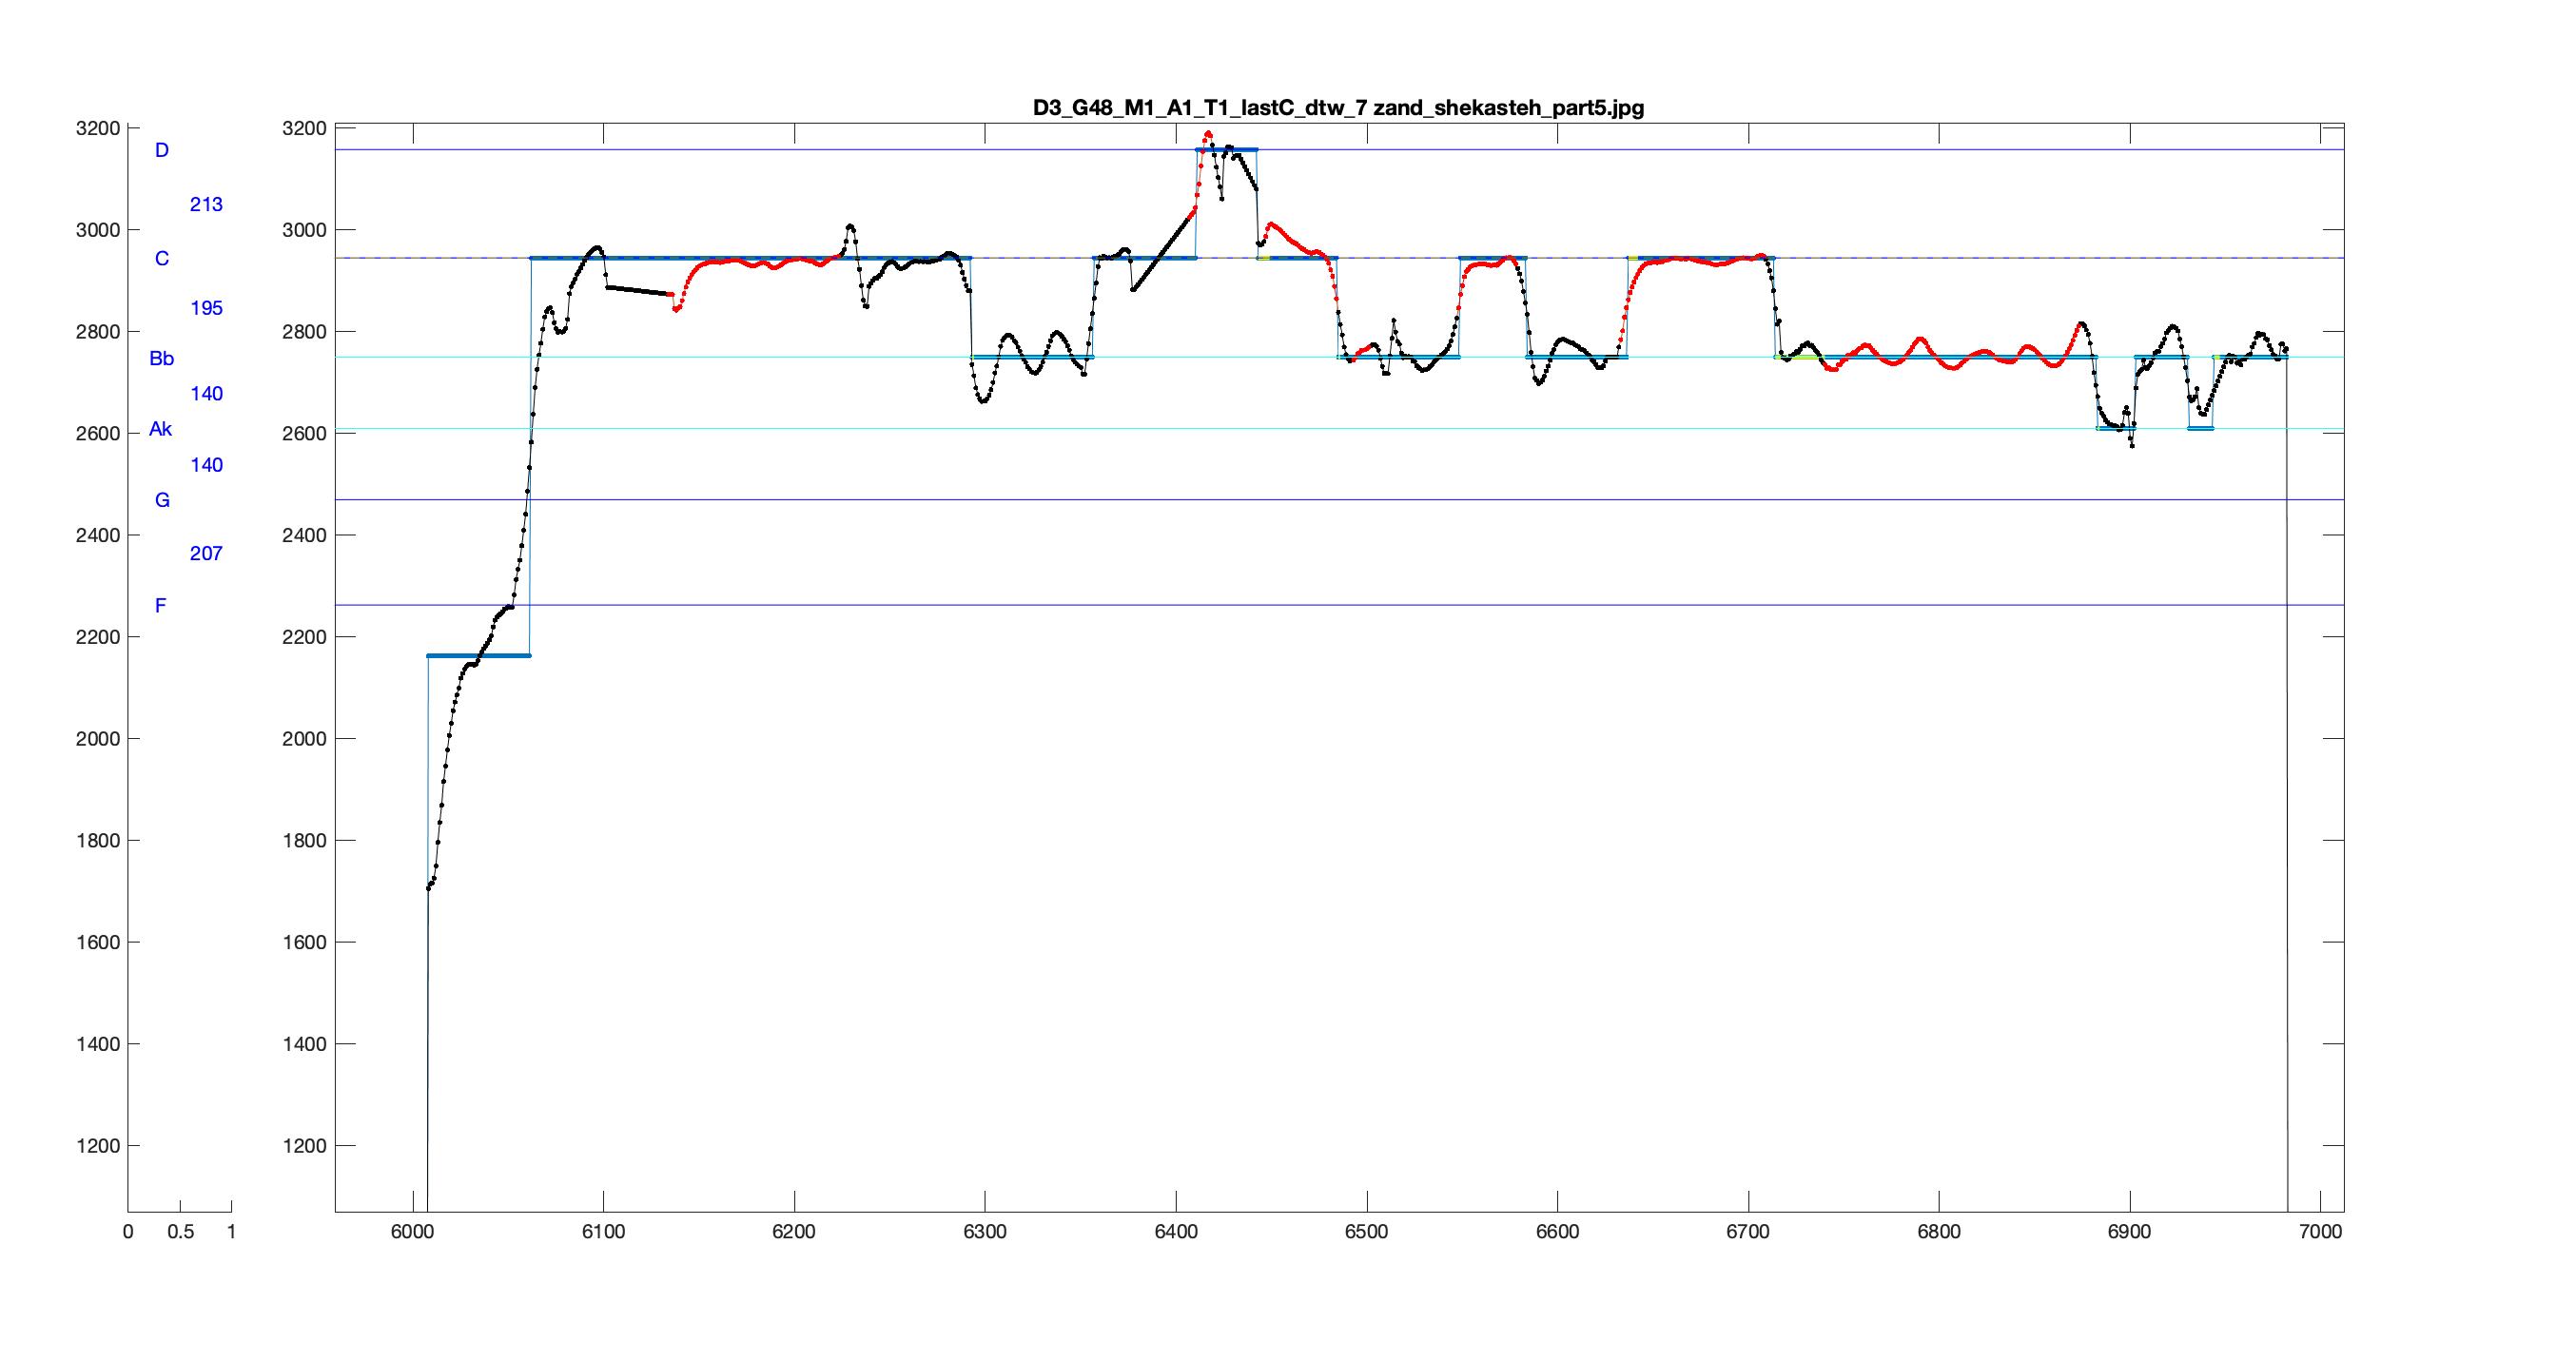 D3_G48_M1_A1_T1_lastC_dtw_7 zand_shekasteh_part5.jpg
3200 3200
D
213
3000 3000
C
195
2800 2800
Bb
140
2600 2600
Ak
140
G
2400 2400
207
F
2200 2200
2000 2000
1800 1800
1600 1600
1400 1400
1200 1200
0 0.5 1 6000 6100 6200 6300 6400 6500 6600 6700 6800 6900 7000